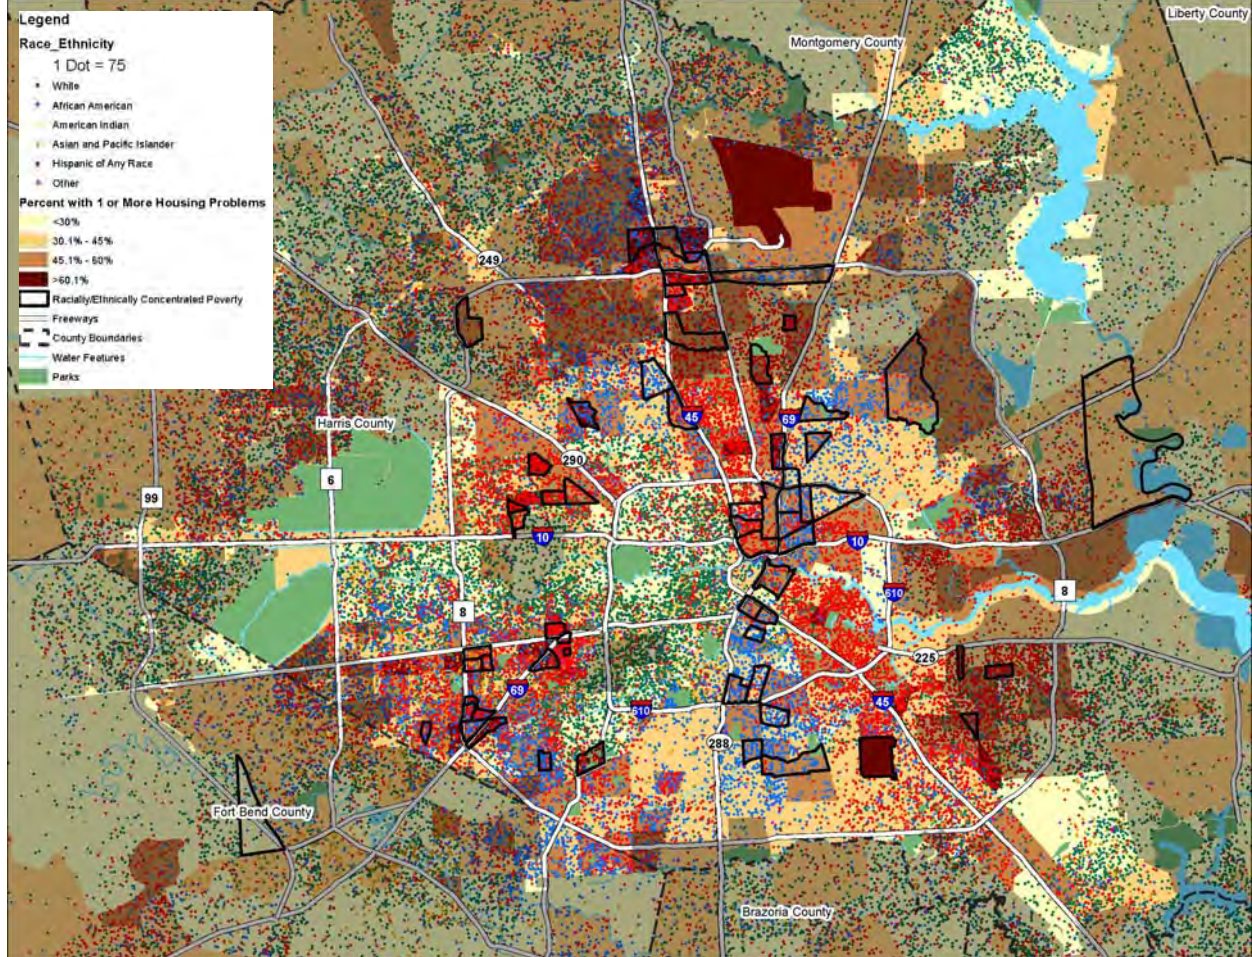 Legend
Race_Ethnicity
1 Dot = 75
White
African American
American Indian
Asian and Pacific Islander
Hispanic of Any Race
Other
Percent with 1 or More Housing Problems
<30%
30.1% - 45%
45.1% - 60%
>60.1%
Racially/Ethnically Concentrated Poverty
Freeways
County Boundaries
Water Features
Parks
Liberty County
Montgomery County
249
Harris County
45
69
290
6
99
10
10
610
8
8
225
69
610
45
288
Fort Bend County
Brazoria County